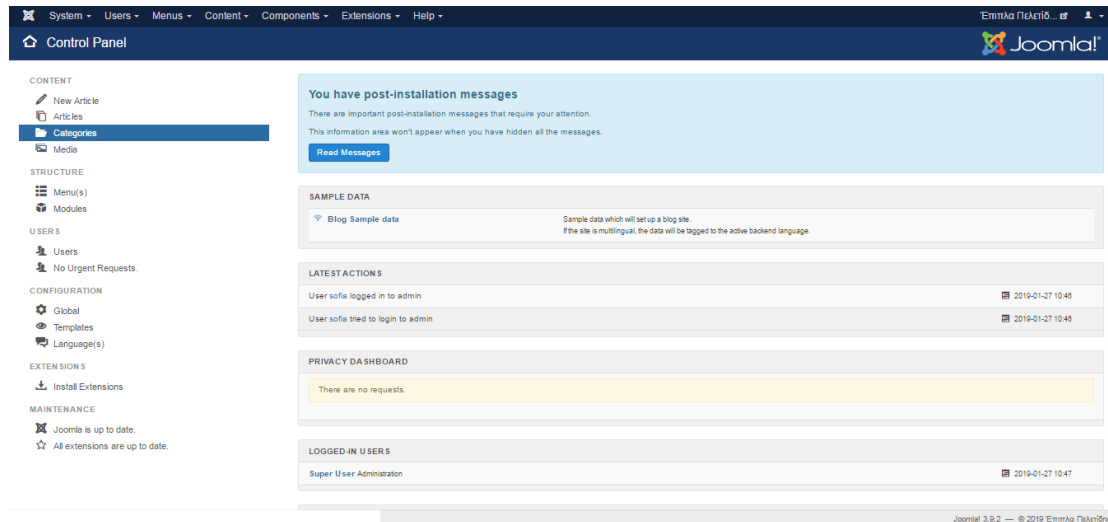 System Users Menus Content Components Extensions Help Έπιπλα Πελετίδ...
Control Panel Joomla!®
CONTENT
New Article
Articles
Categories
Media
STRUCTURE
Menu(s)
Modules
USERS
Users
No Urgent Requests.
CONFIGURATION
Global
Templates
Language(s)
EXTENSIONS
Install Extensions
MAINTENANCE
Joomla is up to date.
All extensions are up to date.
You have post-installation messages
There are important post-installation messages that require your attention.
This information area won't appear when you have hidden all the messages.
Read Messages
SAMPLE DATA
Blog Sample data Sample data which will set up a blog site.
If the site is multilingual, the data will be tagged to the active backend language.
LATEST ACTIONS
User sofia logged in to admin 2019-01-27 10:46
User sofia tried to login to admin 2019-01-27 10:46
PRIVACY DASHBOARD
There are no requests.
LOGGED-IN USERS
Super User Administration 2019-01-27 10:47
Joomla! 3.9.2 — © 2019 Έπιπλα Πελετίδη